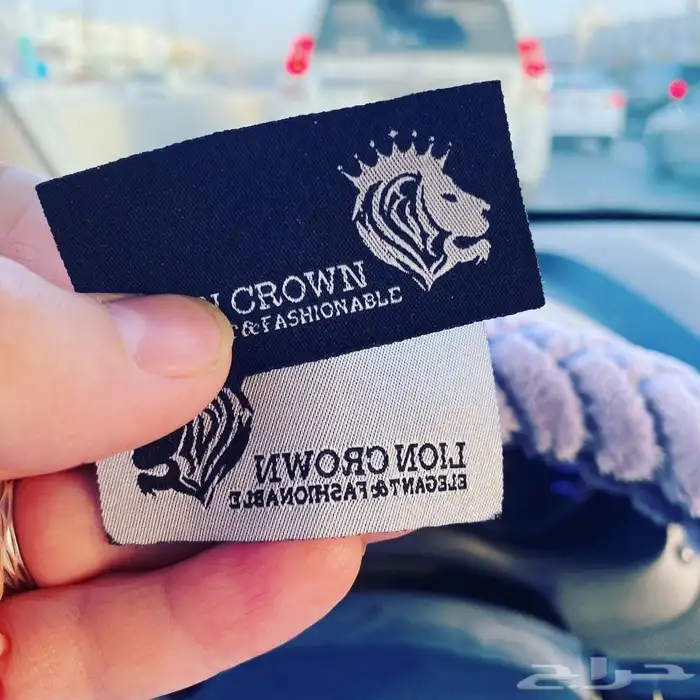 N CROWN
&FASHIONABLE
LION CROWN
ELEGANT&FASHIONABLE
حراج